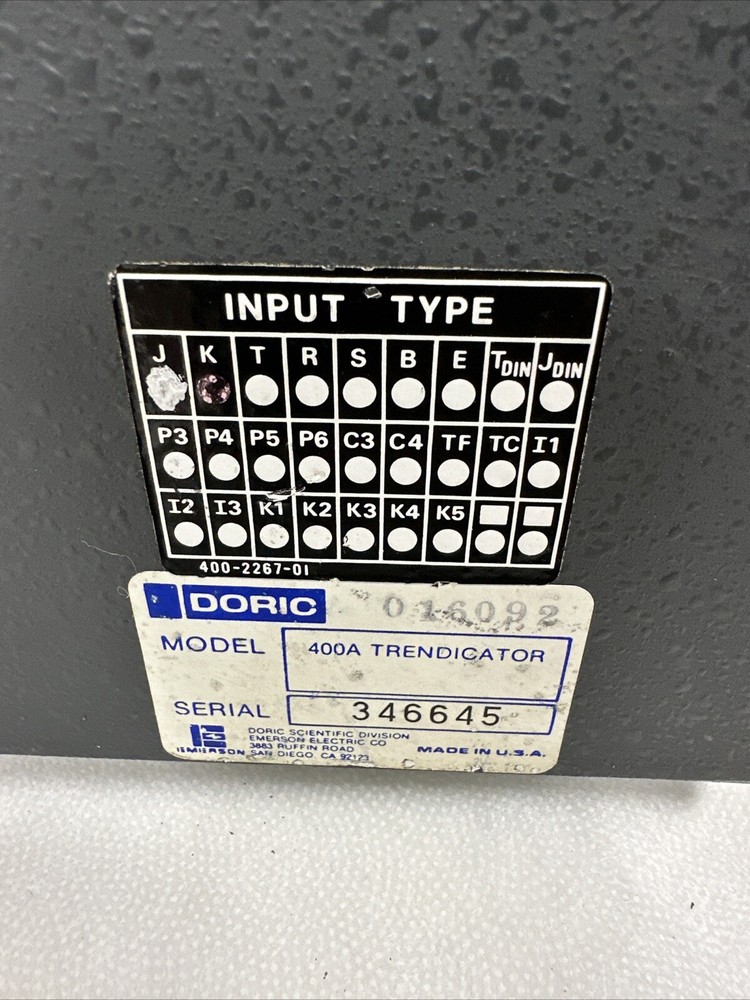 INPUT TYPE
J K T R S B E TDIN JDIN
P3 P4 P5 P6 C3 C4 TF TC I1
I2 I3 K1 K2 K3 K4 K5
400-2267-01
DORIC 016092
MODEL 400A TRENDICATOR
SERIAL 346645
DORIC SCIENTIFIC DIVISION
EMERSON ELECTRIC CO
3883 RUFFIN ROAD
EMERSON SAN DIEGO, CA 92123 MADE IN U.S.A.